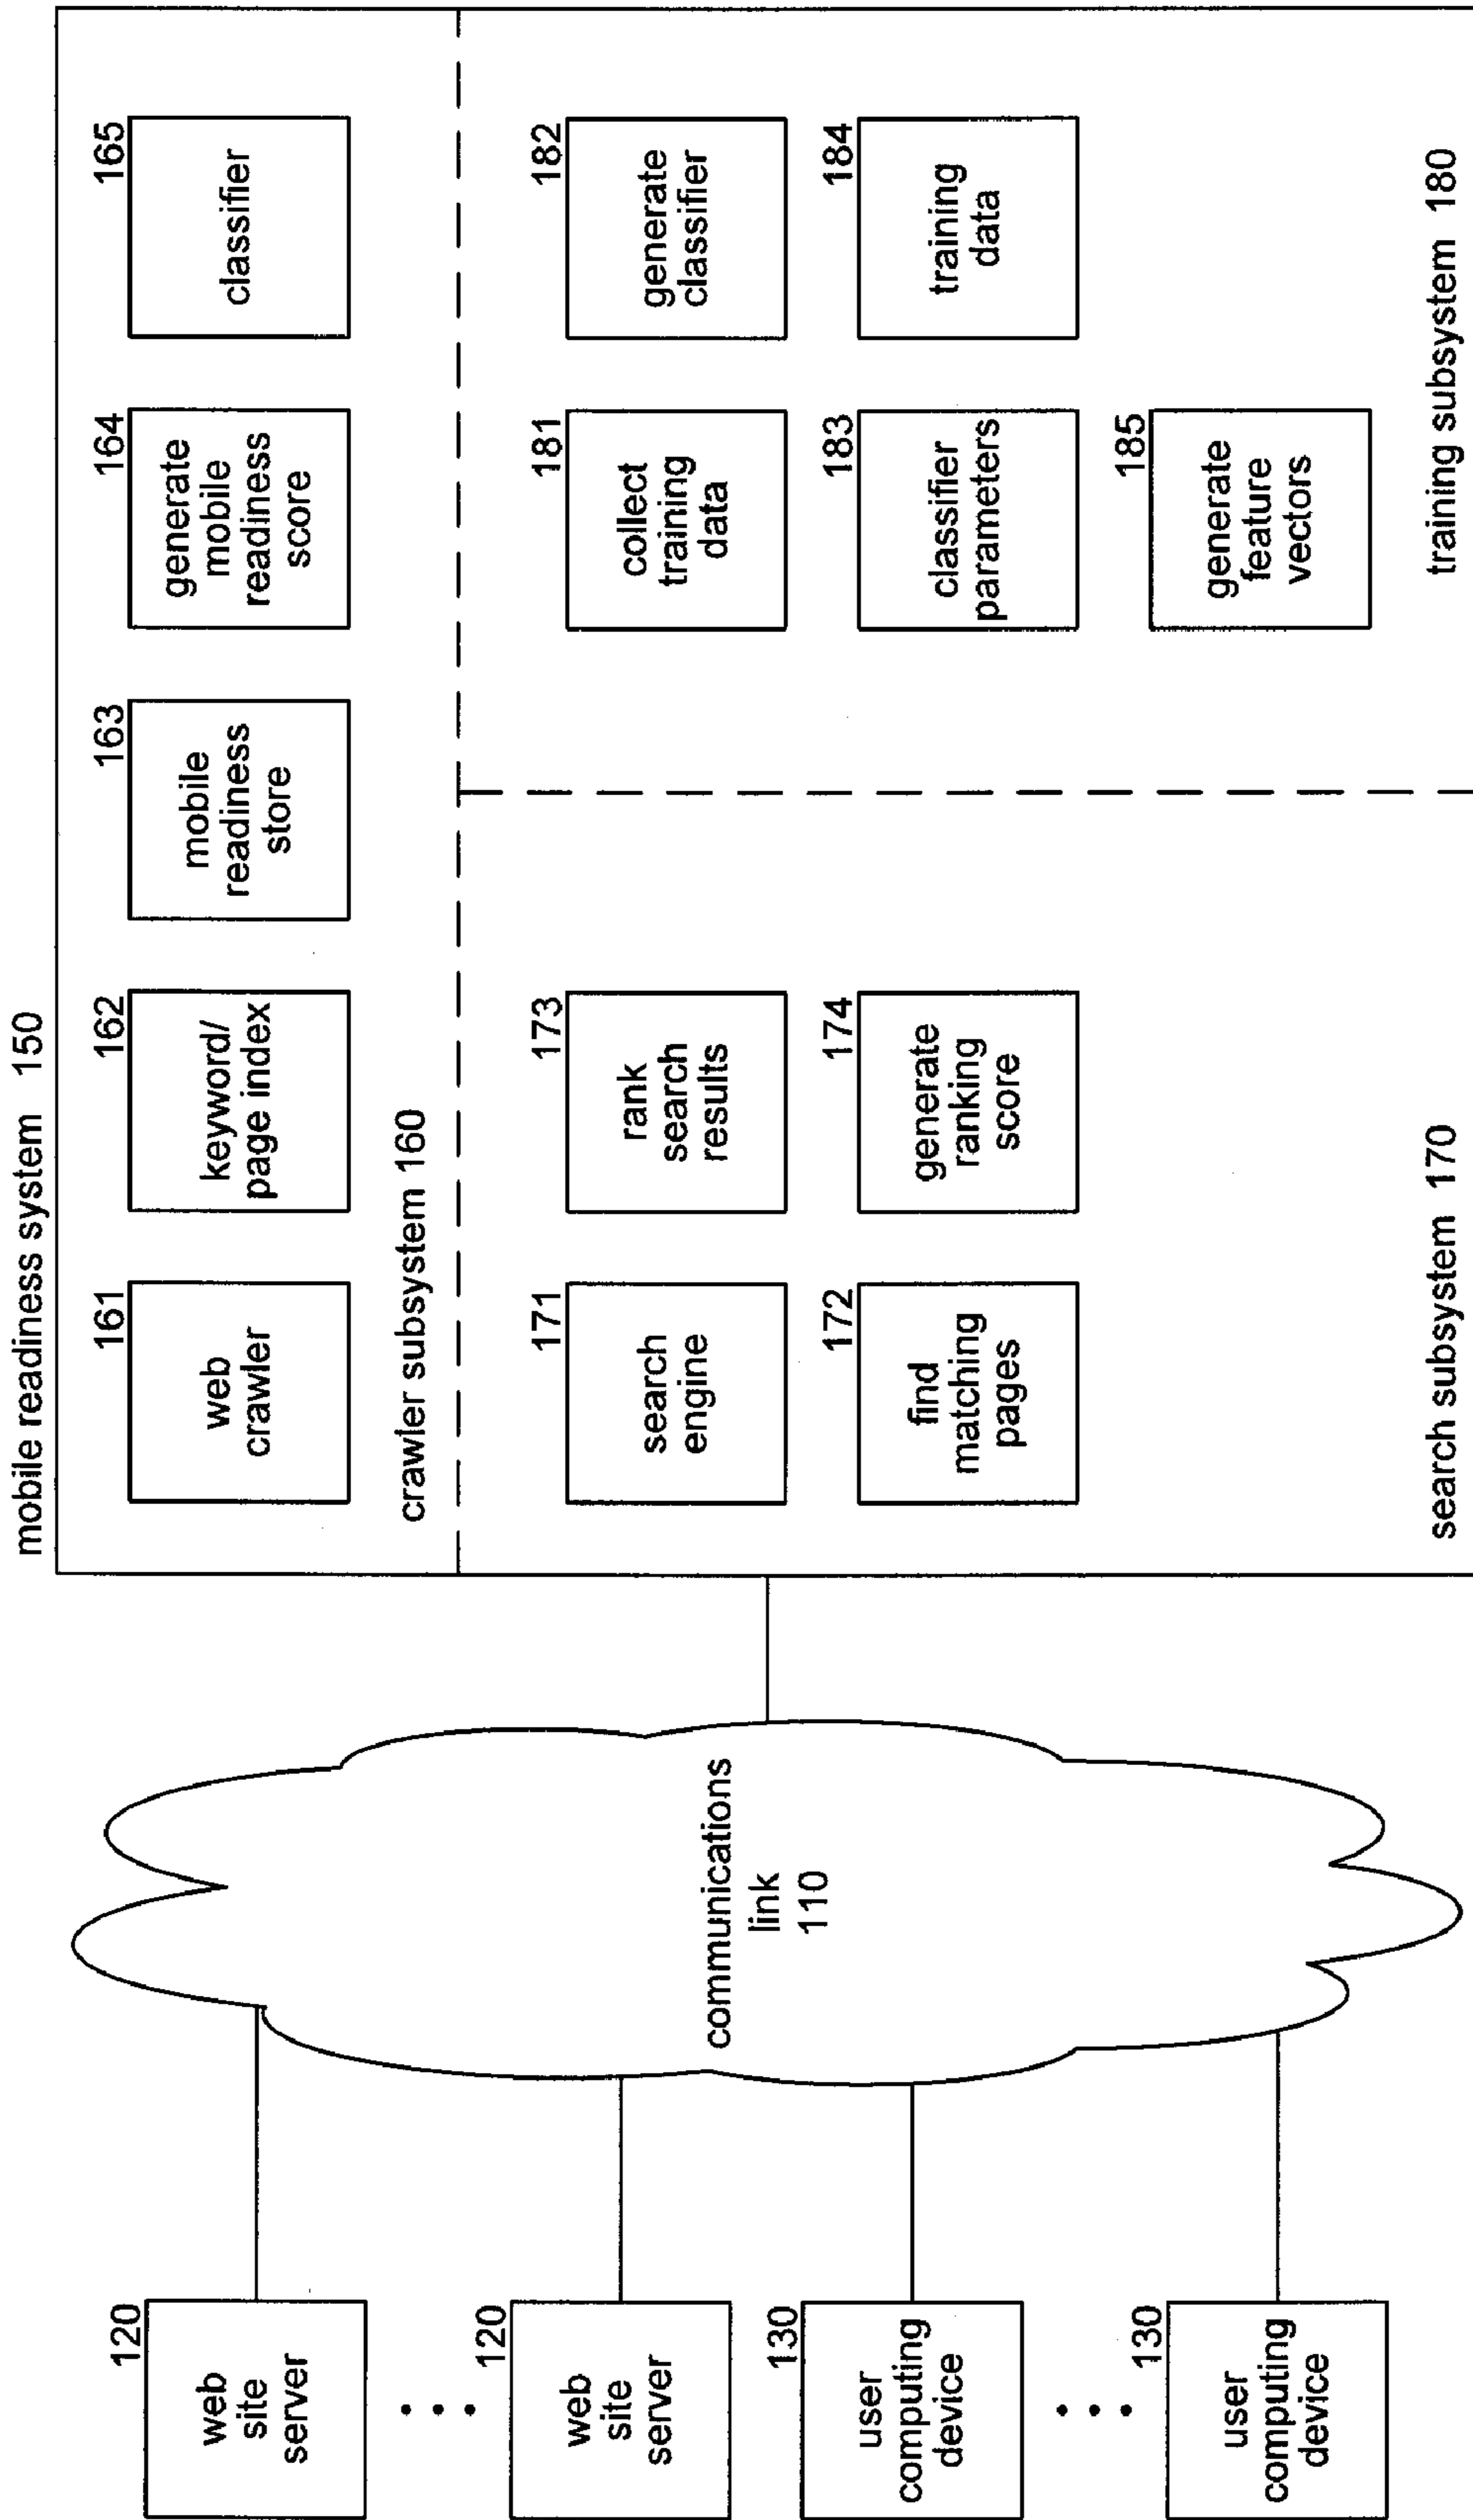 mobile readiness system 150
161
web
crawler
162
keyword/
page index
163
mobile
readiness
store
164
generate
mobile
readiness
score
165
classifier
crawler subsystem 160
171
search
engine
173
rank
search
results
172
find
matching
pages
174
generate
ranking
score
search subsystem 170
181
collect
training
data
182
generate
classifier
183
classifier
parameters
184
training
data
185
generate
feature
vectors
training subsystem 180
communications
link
110
120
web
site
server
120
web
site
server
130
user
computing
device
130
user
computing
device